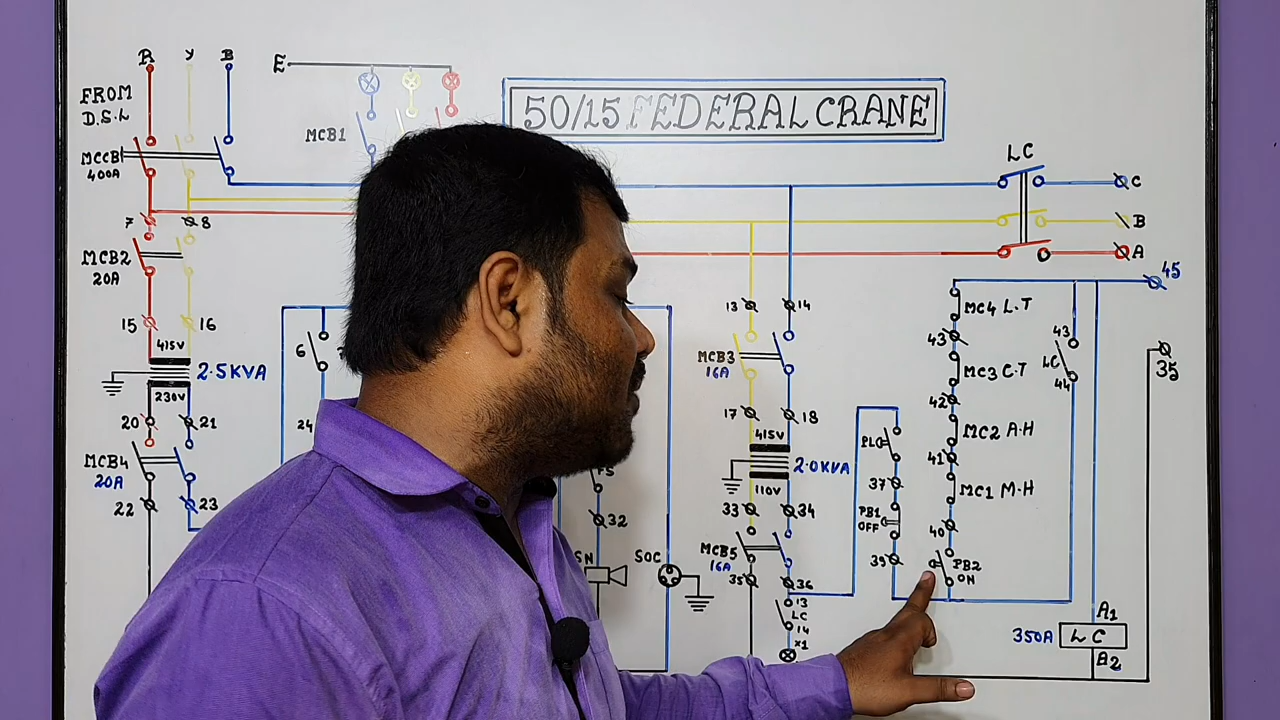 R Y B
E
FROM
D.S.L
50/15 FEDERAL CRANE
MCB1
MCCB
400A
LC
C
B
A
7 8
MCB2
20A
45
13 14
MC4 L.T
15 16
415V
2.5KVA
230V
6
MCB3
16A
43
43
LC
44
35
MC3 C.T
42
20 21
24
17 18
MC2 A.H
415V
2.0KVA
110V
PL
41
MCB4
20A
MC1 M.H
37
22 23
FS
32
33 34
PB1
OFF
40
MCB5
16A
SN
SOC
39
PB2
ON
35 36
13
LC
14
X1
A1
350A LC
A2